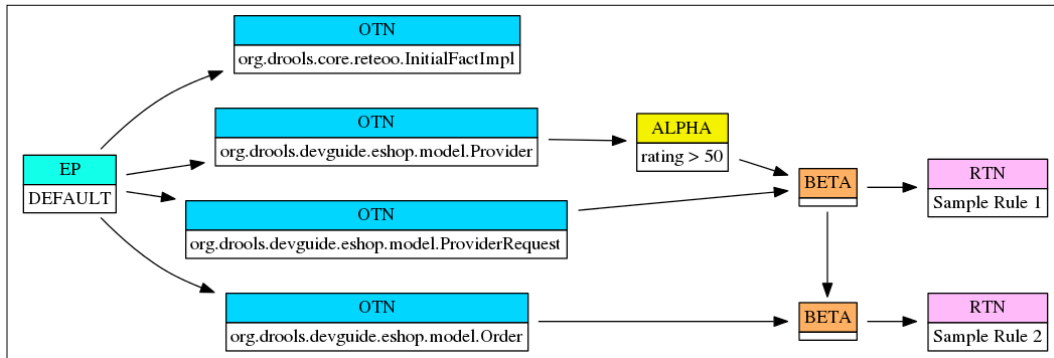 OTN
org.drools.core.reteoo.InitialFactImpl
OTN
org.drools.devguide.eshop.model.Provider
ALPHA
rating > 50
EP
DEFAULT
BETA
RTN
Sample Rule 1
OTN
org.drools.devguide.eshop.model.ProviderRequest
OTN
org.drools.devguide.eshop.model.Order
BETA
RTN
Sample Rule 2